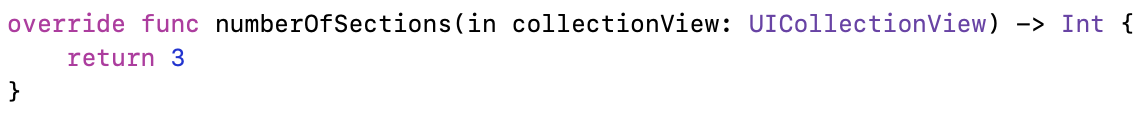 override func numberOfSections(in collectionView: UICollectionView) -> Int {
    return 3
}